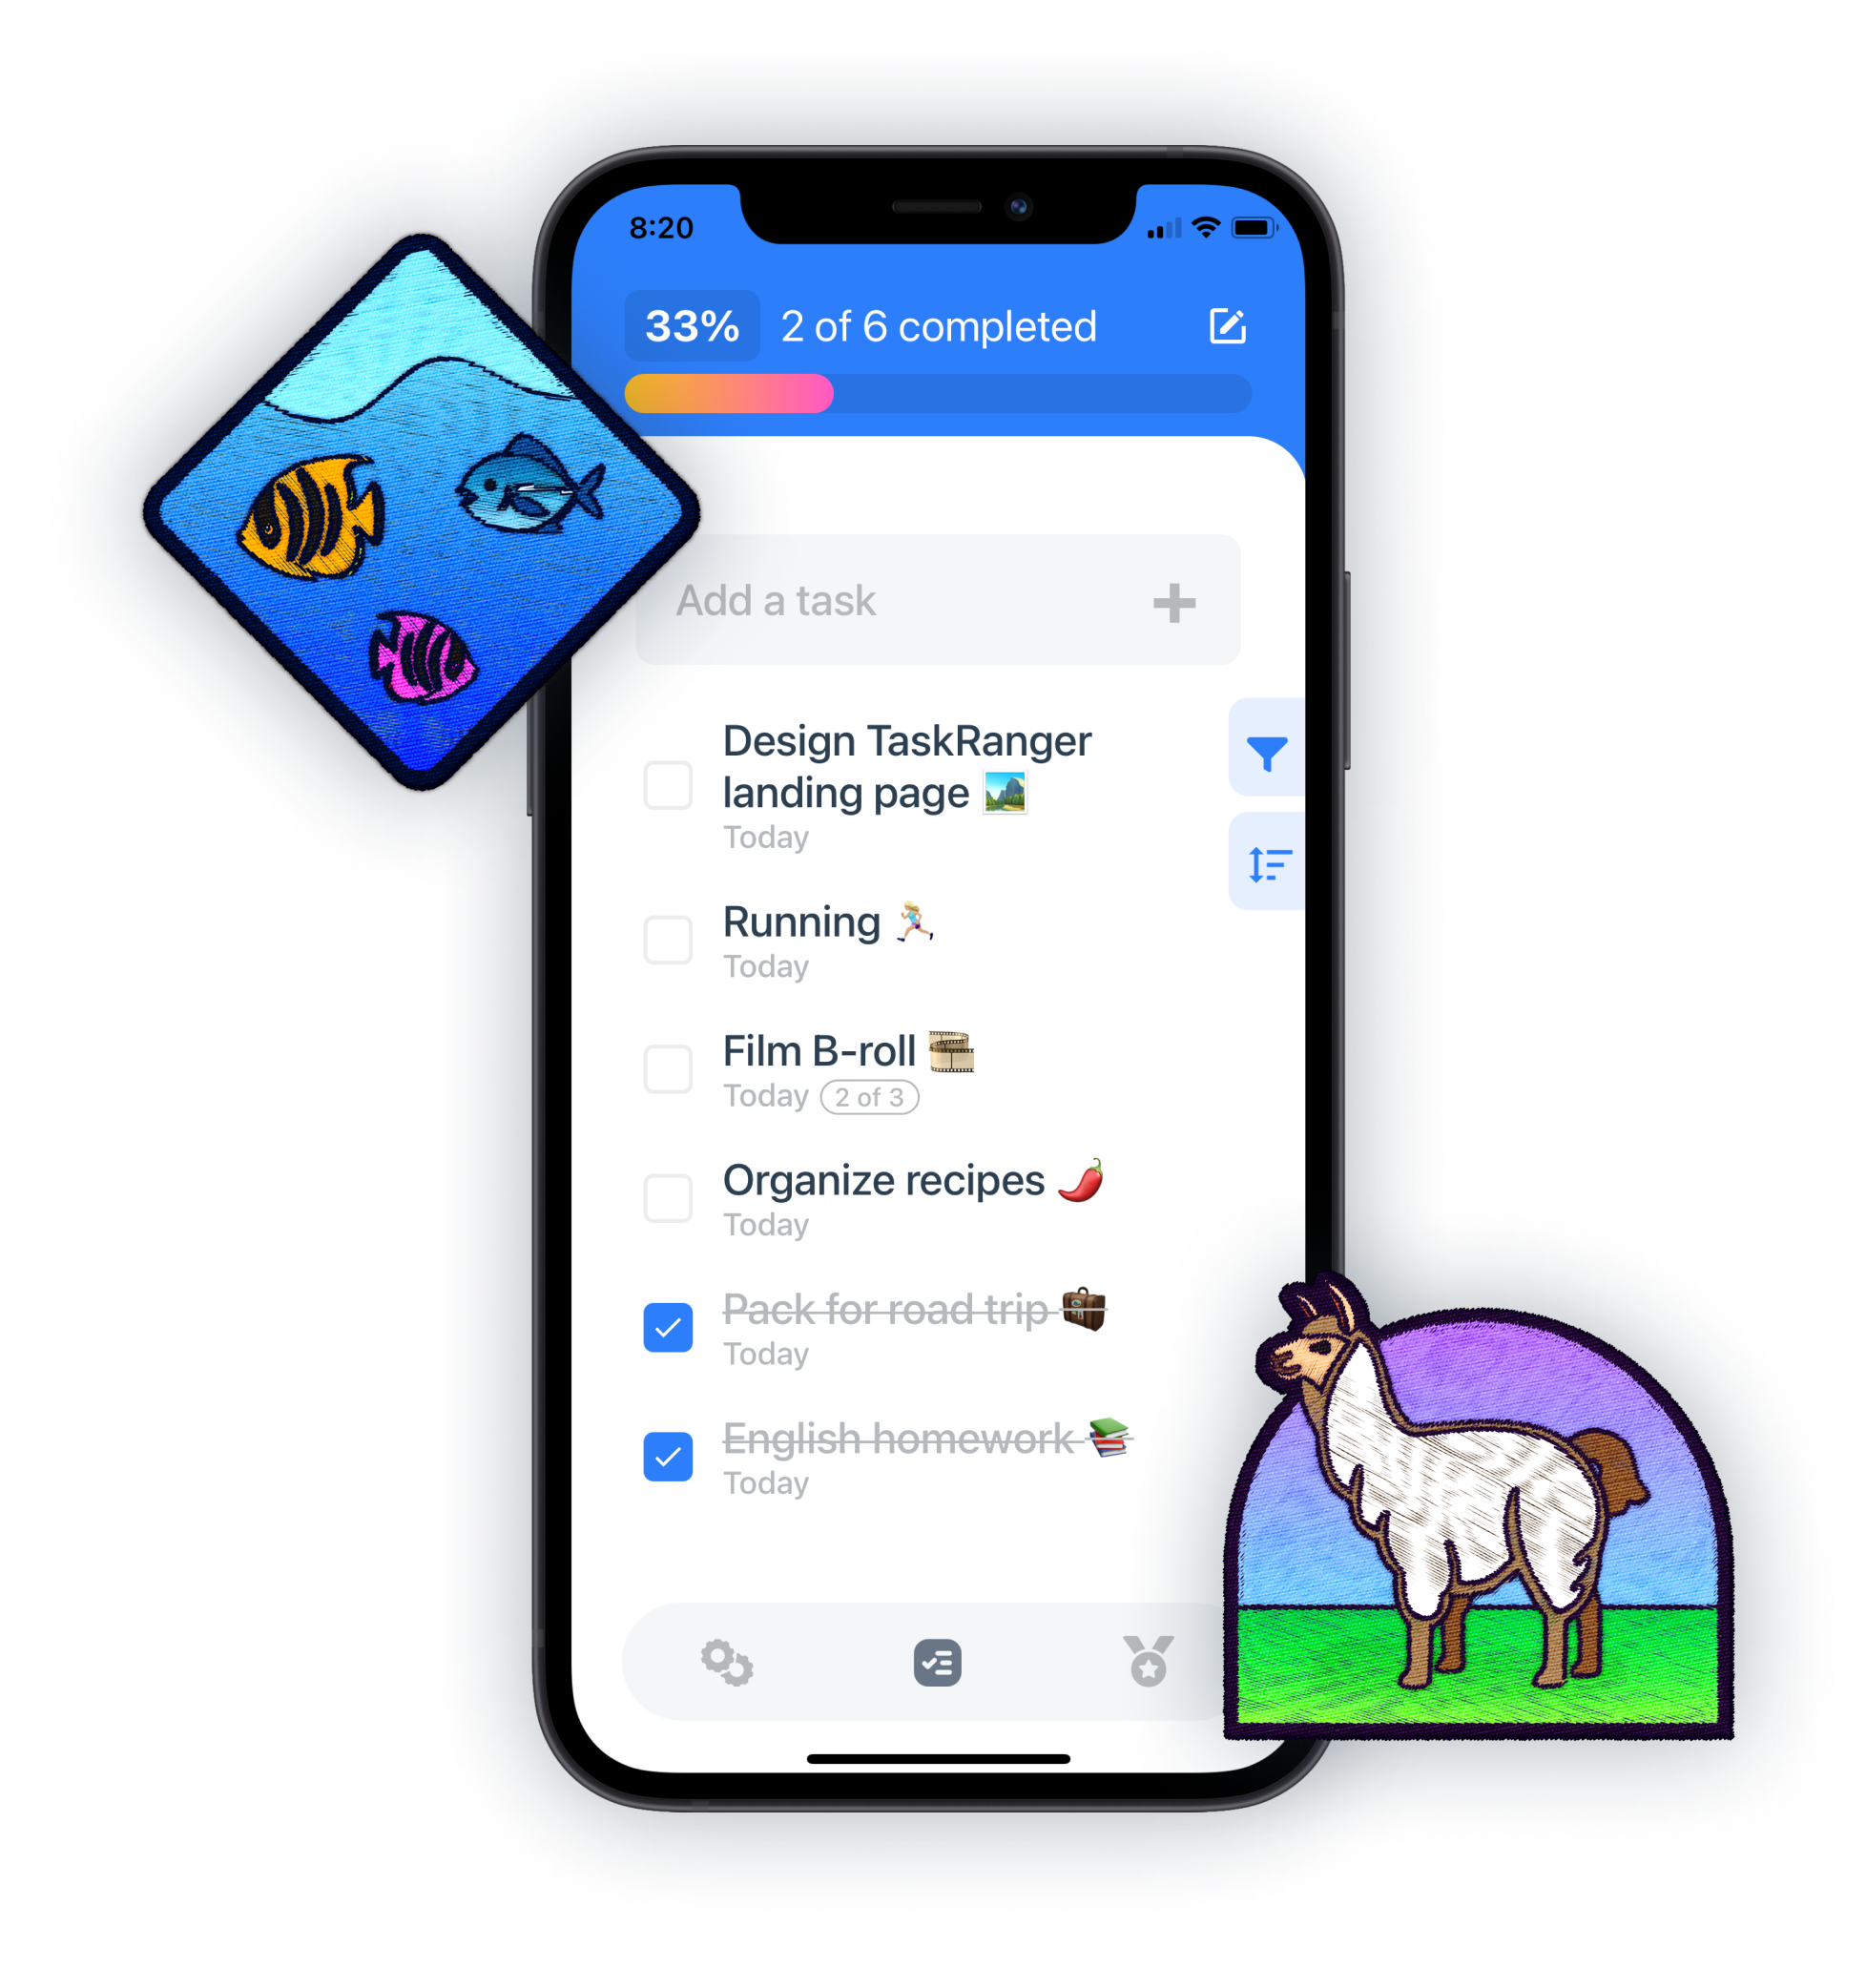 8:20
33% 2 of 6 completed
Add a task
Design TaskRanger
landing page
Today
Running
Today
Film B-roll
Today 2 of 3
Organize recipes
Today
Pack for road trip
Today
English homework
Today